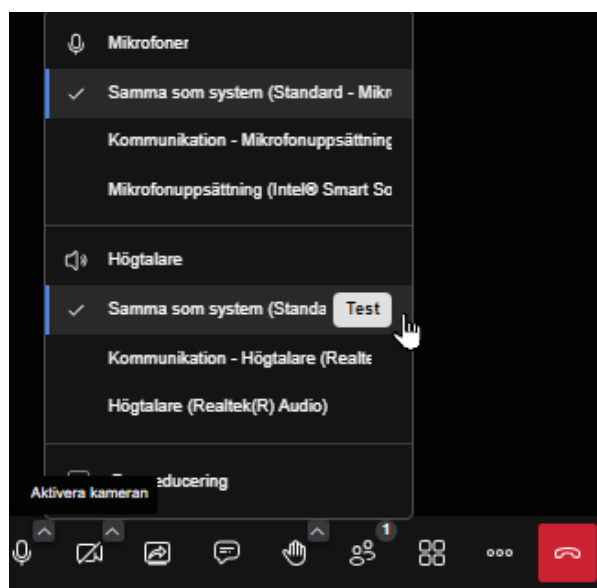 Mikrofoner
Samma som system (Standard - Mikr
Kommunikation - Mikrofonuppsättning
Mikrofonuppsättning (Intel® Smart So
Högtalare
Samma som system (Standa
Test
Kommunikation - Högtalare (Realte
Högtalare (Realtek(R) Audio)
educering
Aktivera kameran
1